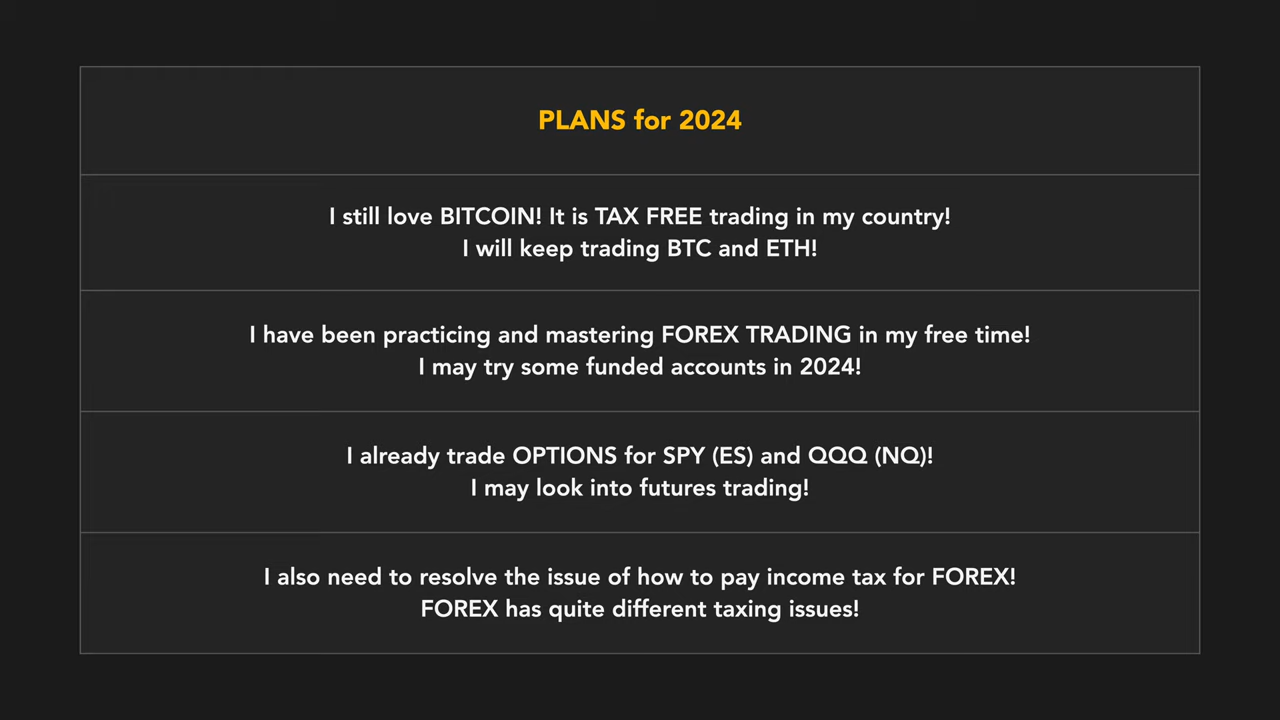 PLANS for 2024
I still love BITCOIN! It is TAX FREE trading in my country!
I will keep trading BTC and ETH!
I have been practicing and mastering FOREX TRADING in my free time!
I may try some funded accounts in 2024!
I already trade OPTIONS for SPY (ES) and QQQ (NQ)!
I may look into futures trading!
I also need to resolve the issue of how to pay income tax for FOREX!
FOREX has quite different taxing issues!